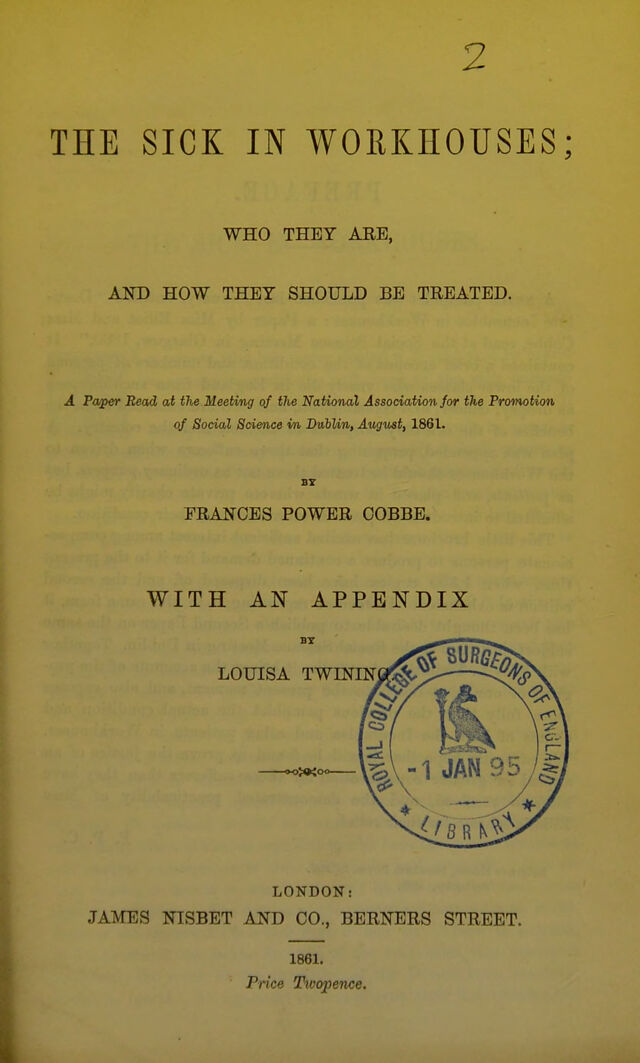 2
THE SICK IN WORKHOUSES;
WHO THEY ARE,
AND HOW THEY SHOULD BE TREATED.
A Paper Read at the Meeting of the National Association for the Promotion
of Social Science in Dublin, August, 1861.
BY
FRANCES POWER COBBE.
WITH AN APPENDIX
BY
LOUISA TWINING.
ROYAL COLLEGE OF SURGEONS OF ENGLAND
-1 JAN 95
* LIBRARY *
LONDON:
JAMES NISBET AND CO., BERNERS STREET.
1861.
Price Twopence.